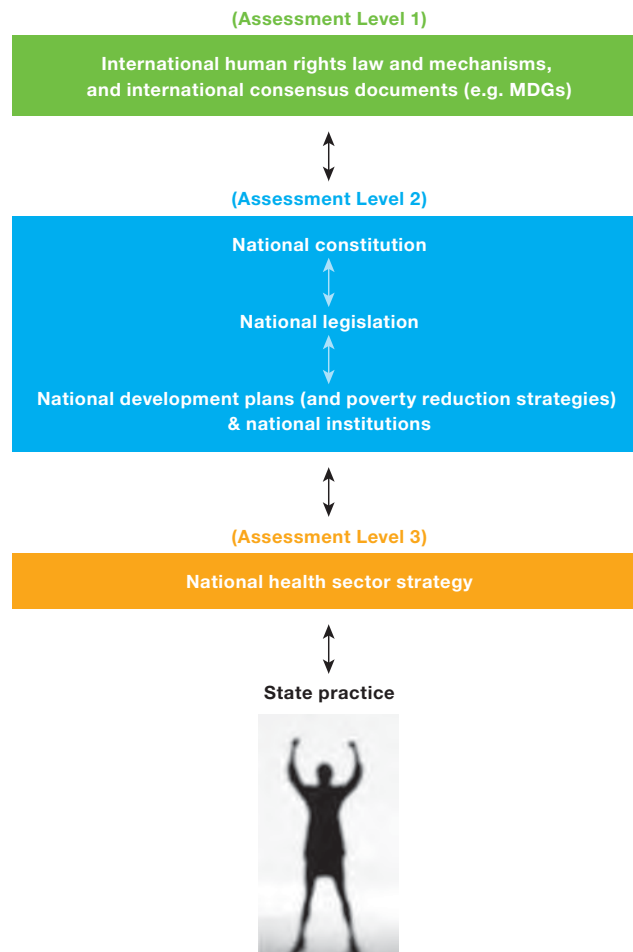 (Assessment Level 1)
International human rights law and mechanisms,
and international consensus documents (e.g. MDGs)
(Assessment Level 2)
National constitution
National legislation
National development plans (and poverty reduction strategies)
& national institutions
(Assessment Level 3)
National health sector strategy
State practice